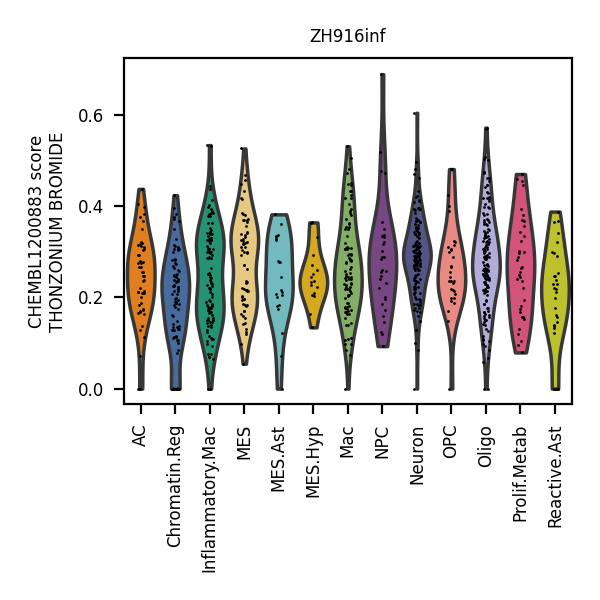 ZH916inf
CHEMBL1200883 score
THONZONIUM BROMIDE
0.6
0.4
0.2
0.0
AC
Chromatin.Reg
Inflammatory.Mac
MES
MES.Ast
MES.Hyp
Mac
NPC
Neuron
OPC
Oligo
Prolif.Metab
Reactive.Ast